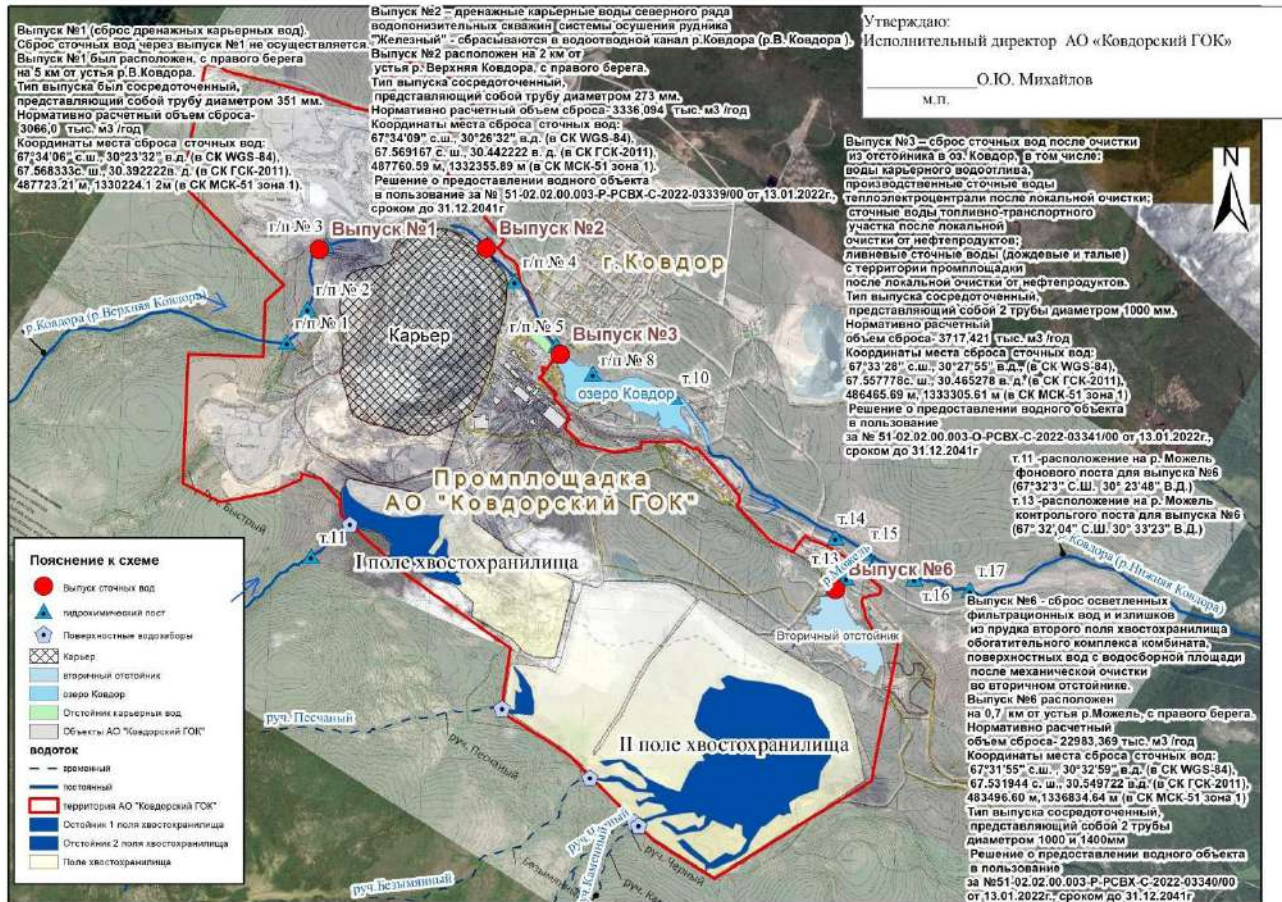 Выпуск №1 (сброс дренажных карьерных вод).
Сброс сточных вод через выпуск №1 не осуществляется.
Выпуск №1 был расположен, с правого берега
на 5 км от устья р.В.Ковдора.
Тип выпуска был сосредоточенный,
представляющий собой трубу диаметром 351 мм.
Нормативно расчетный объем сброса-
3066,0 тыс. м3 /год
Координаты места сброса сточных вод:
67°34'06" с.ш., 30°23'32" в.д. (в СК WGS-84),
67.568333с. ш., 30.392222в. д. (в СК ГСК-2011),
487723.21 м, 1330224.1 2м (в СК МСК-51 зона 1).
Выпуск №2 – дренажные карьерные воды северного ряда
водопонизительных скважин системы осушения рудника
"Железный" - сбрасываются в водоотводной канал р.Ковдора (р.В. Ковдора ).
Выпуск №2 расположен на 2 км от
устья р. Верхняя Ковдора, с правого берега.
Тип выпуска сосредоточенный,
представляющий собой трубу диаметром 273 мм.
Нормативно расчетный объем сброса- 3336,094 тыс. м3 /год
Координаты места сброса сточных вод:
67°34'09" с.ш., 30°26'32" в.д. (в СК WGS-84),
67.569167 с. ш., 30.442222 в. д. (в СК ГСК-2011),
487760.59 м, 1332355.89 м (в СК МСК-51 зона 1).
Решение о предоставлении водного объекта
в пользование за № 51-02.02.00.003-Р-РСВХ-С-2022-03339/00 от 13.01.2022г.,
сроком до 31.12.2041г
Утверждаю:
Исполнительный директор АО «Ковдорский ГОК»
О.Ю. Михайлов
м.п.
Выпуск №3 – сброс сточных вод после очистки
из отстойника в оз. Ковдор, в том числе:
воды карьерного водоотлива,
производственные сточные воды
теплоэлектроцентрали после локальной очистки;
сточные воды топливно-транспортного
участка после локальной
очистки от нефтепродуктов;
ливневые сточные воды (дождевые и талые)
с территории промплощадки
после локальной очистки от нефтепродуктов.
Тип выпуска сосредоточенный,
представляющий собой 2 трубы диаметром 1000 мм.
Нормативно расчетный
объем сброса- 3717,421 тыс. м3 /год
Координаты места сброса сточных вод:
67°33'28" с.ш., 30°27'55" в.д., (в СК WGS-84),
67.557778с. ш., 30.465278 в. д. (в СК ГСК-2011),
486465.69 м, 1333305.61 м (в СК МСК-51 зона 1)
Решение о предоставлении водного объекта
в пользование
за № 51-02.02.00.003-О-РСВХ-С-2022-03341/00 от 13.01.2022г.,
сроком до 31.12.2041г
N
т.11 -расположение на р. Можель
фонового поста для выпуска №6
(67°32'3" С.Ш., 30° 23'48" В.Д.)
т.13 -расположение на р. Можель
контрольгого поста для выпуска №6
(67° 32,'04" С.Ш. 30° 33'23" В.Д.)
г/п № 3
Выпуск №1
Выпуск №2
г/п № 4
г. Ковдор
г/п № 2
р.Ковдора (р.Верхняя Ковдора)
г/п № 1
Карьер
г/п № 5
Выпуск №3
г/п № 8
т.10
озеро Ковдор
Промплощадка
АО "Ковдорский ГОК"
т.11
I поле хвостохранилища
т.14
т.15
т.13
р.Можель
Выпуск №6
т.16
т.17
р.Ковдора (р.Нижняя Ковдора)
Вторичный отстойник
II поле хвостохранилища
руч. Песчаный
руч. Песчаный
руч. Черный
руч.Каменный
руч.Безымянный
Безымянный
Выпуск №6 - сброс осветленных
фильтрационных вод и излишков
из прудка второго поля хвостохранилища
обогатительного комплекса комбината,
поверхностных вод с водосборной площади
после механической очистки
во вторичном отстойнике.
Выпуск №6 расположен
на 0,7 км от устья р.Можель, с правого берега.
Нормативно расчетный
объем сброса- 22983,369 тыс. м3 /год
Координаты места сброса сточных вод:
67°31'55" с.ш., 30°32'59" в.д. (в СК WGS-84),
67.531944 с. ш., 30.549722 в.д. (в СК ГСК-2011),
483496.60 м,1336834.64 м (в СК МСК-51 зона 1)
Тип выпуска сосредоточенный,
представляющий собой 2 трубы
диаметром 1000 и 1400мм
Решение о предоставлении водного объекта
в пользование
за №51-02.02.00.003-Р-РСВХ-С-2022-03340/00
от 13.01.2022г., сроком до 31.12.2041г
Пояснение к схеме
Выпуск сточных вод
гидрохимический пост
Поверхностные водозаборы
Карьер
вторичный отстойник
озеро Ковдор
Отстойник карьерных вод
Объекты АО "Ковдорский ГОК"
водоток
временный
постоянный
территория АО "Ковдорский ГОК"
Остойник 1 поля хвостохранилища
Остойник 2 поля хвостохранилища
Поле хвостохранилища